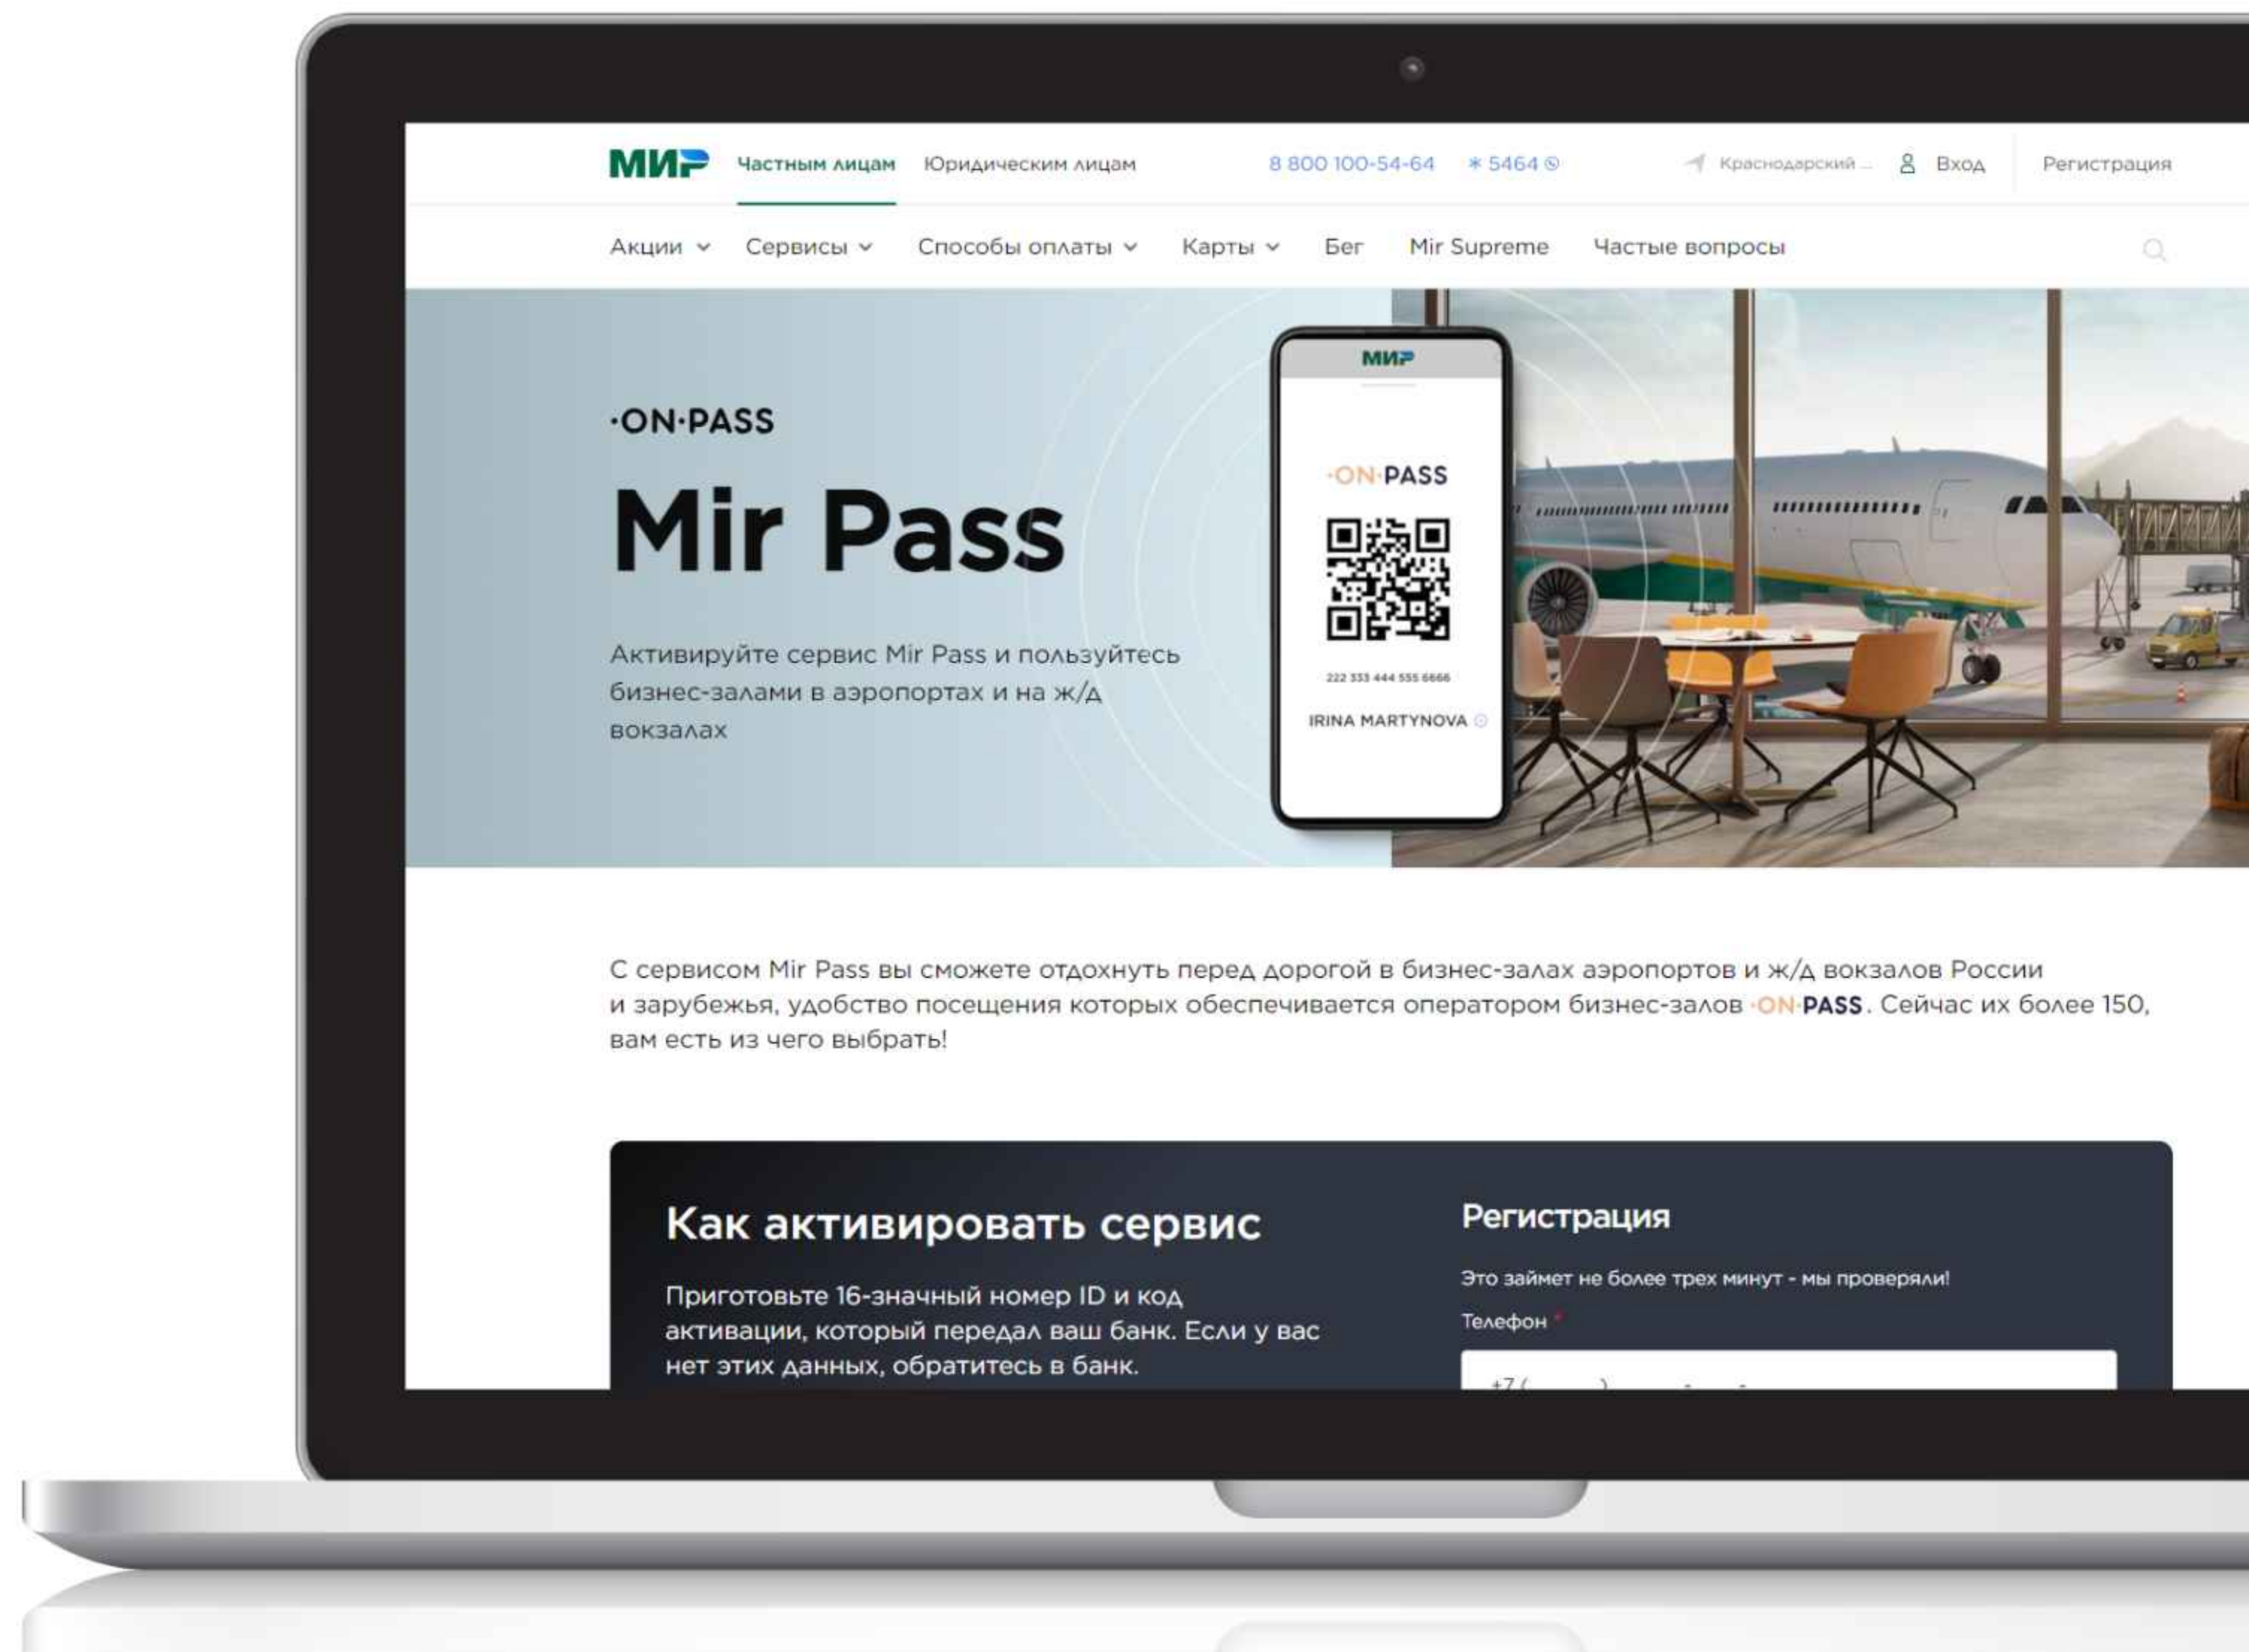 МИР Частным лицам Юридическим лицам 8 800 100-54-64 * 5464 Краснодарский ... Вход Регистрация
Акции Сервисы Способы оплаты Карты Бег Mir Supreme Частые вопросы
·ON·PASS
Mir Pass
Активируйте сервис Mir Pass и пользуйтесь
бизнес-залами в аэропортах и на ж/д
вокзалах
МИР
·ON·PASS
222 333 444 555 6666
IRINA MARTYNOVA
С сервисом Mir Pass вы сможете отдохнуть перед дорогой в бизнес-залах аэропортов и ж/д вокзалов России
и зарубежья, удобство посещения которых обеспечивается оператором бизнес-залов ·ON·PASS. Сейчас их более 150,
вам есть из чего выбрать!
Как активировать сервис
Приготовьте 16-значный номер ID и код
активации, который передал ваш банк. Если у вас
нет этих данных, обратитесь в банк.
Регистрация
Это займет не более трех минут - мы проверяли!
Телефон *
+7 (   )   -   -